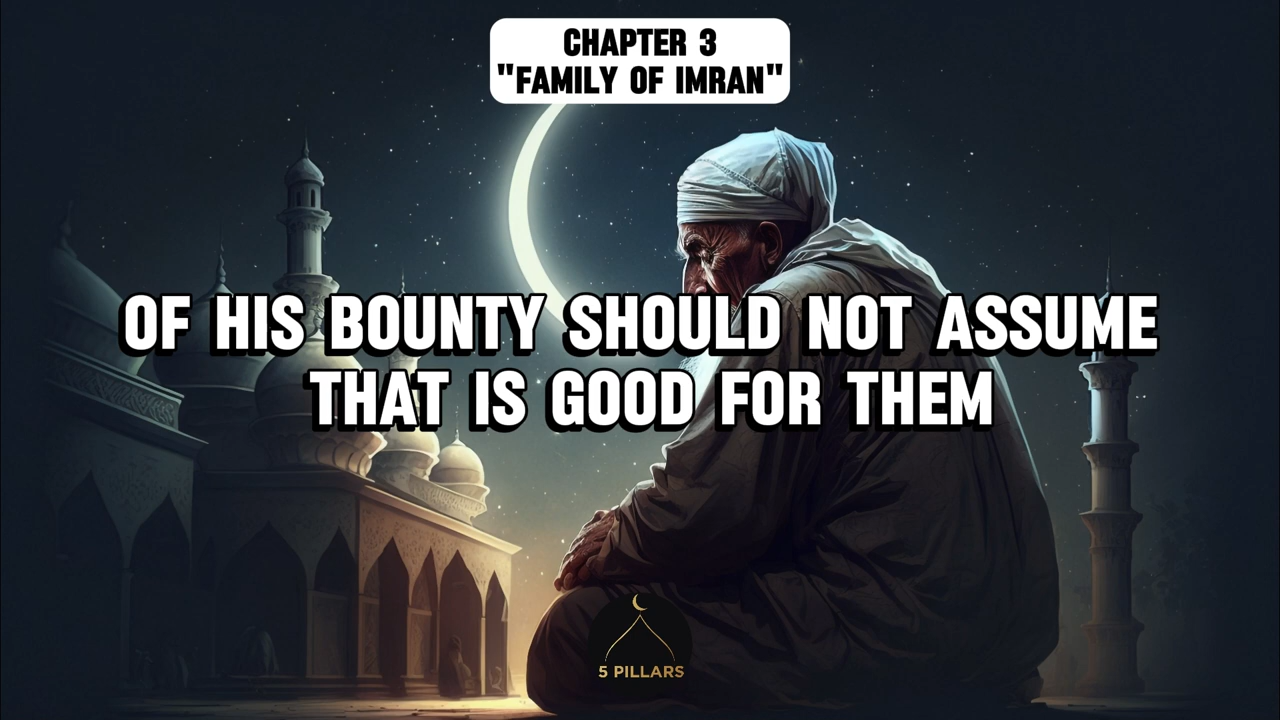 CHAPTER 3
"FAMILY OF IMRAN"
OF HIS BOUNTY SHOULD NOT ASSUME
THAT IS GOOD FOR THEM
5 PILLARS